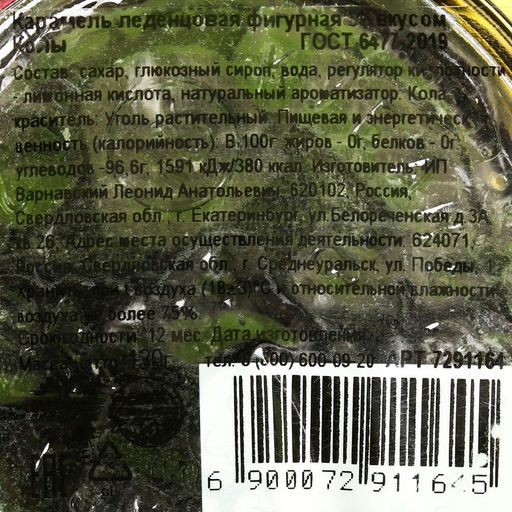 Карамель леденцовая фигурная со вкусом
Колы ГОСТ 6477-2019
Состав: сахар, глюкозный сироп, вода, регулятор кислотности
- лимонная кислота, натуральный ароматизатор: Кола
краситель: Уголь растительный. Пищевая и энергетическая
ценность (калорийность): В 100г: жиров - 0г, белков - 0г,
углеводов -96,6г, 1591 кДж/380 ккал. Изготовитель: ИП
Варнавский Леонид Анатольевич, 620102, Россия,
Свердловская обл., г. Екатеринбург, ул.Белореченская д.3А
кв.26. Адрес места осуществления деятельности: 624071,
Россия, Свердловская обл., г. Среднеуральск, ул. Победы,
Хранить при t воздуха (18±3)°С и относительной влажности
воздуха не более 75%.
Срок годности: 12 мес. Дата изготовления:
Масса тел. 8 (800) 600-09-20 АРТ 7291164
EAC
6 900072 911645